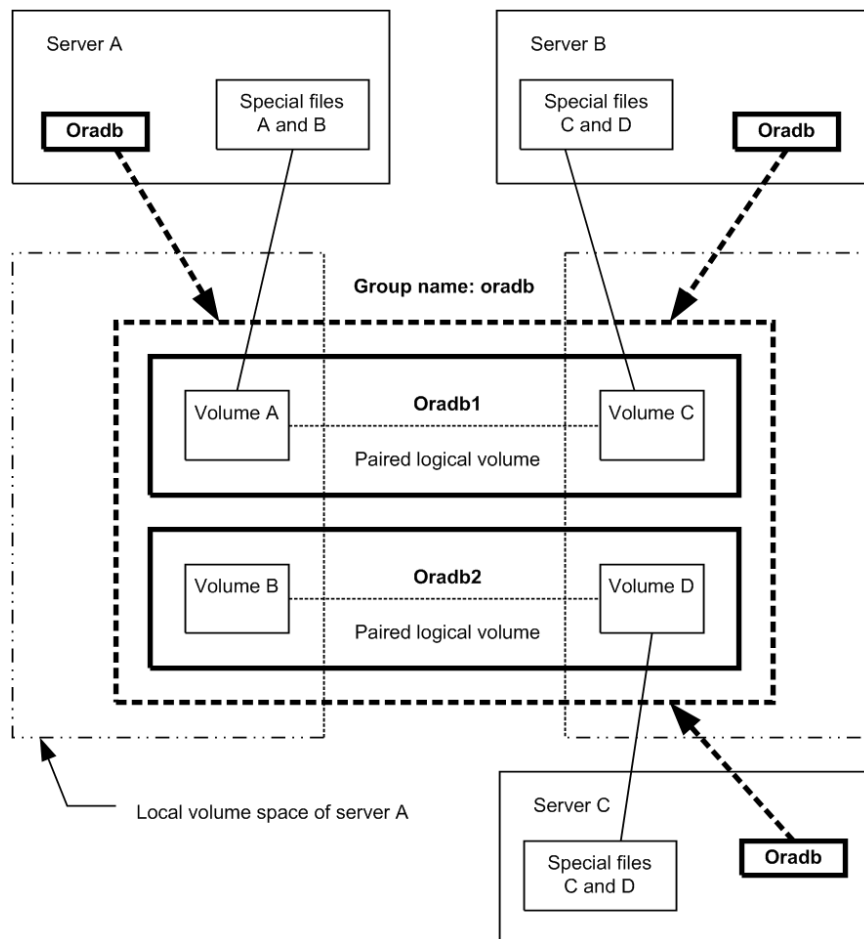 Server A
Oradb
Special files
A and B
Server B
Special files
C and D
Oradb
Group name: oradb
Volume A
Oradb1
Paired logical volume
Volume C
Volume B
Oradb2
Paired logical volume
Volume D
Local volume space of server A
Server C
Special files
C and D
Oradb